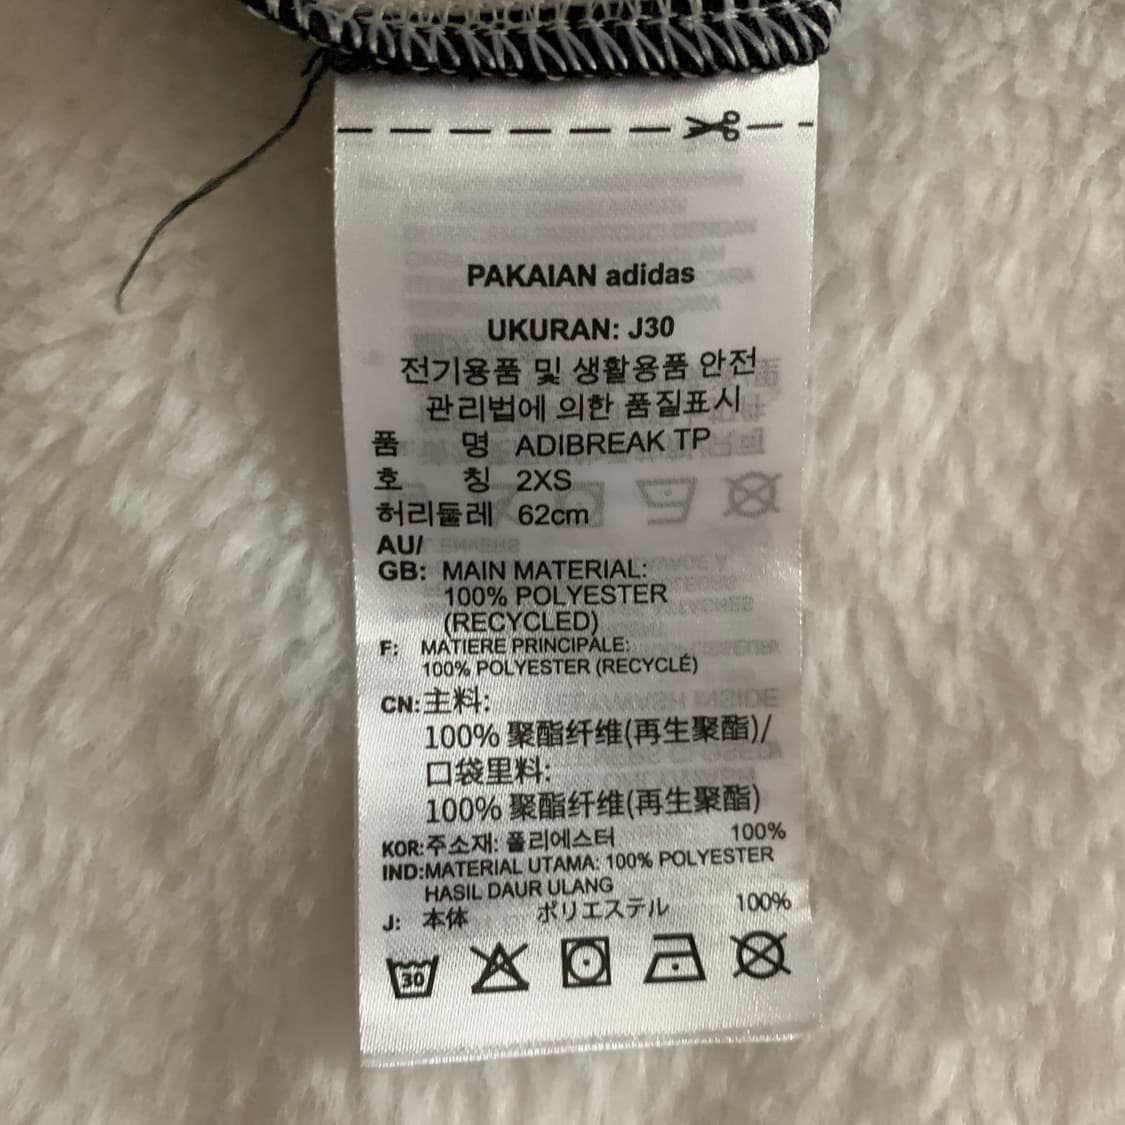 PAKAIAN adidas
UKURAN: J30
전기용품 및 생활용품 안전
관리법에 의한 품질표시
품 명 ADIBREAK TP
호 칭 2XS
허리둘레 62cm
AU/
GB: MAIN MATERIAL:
100% POLYESTER
(RECYCLED)
F: MATIERE PRINCIPALE:
100% POLYESTER (RECYCLÉ)
CN:主料:
100% 聚酯纤维(再生聚酯)/
口袋里料:
100% 聚酯纤维(再生聚酯)
KOR:주소재: 폴리에스터 100%
IND:MATERIAL UTAMA: 100% POLYESTER
HASIL DAUR ULANG
J: 本体 ポリエステル 100%
30